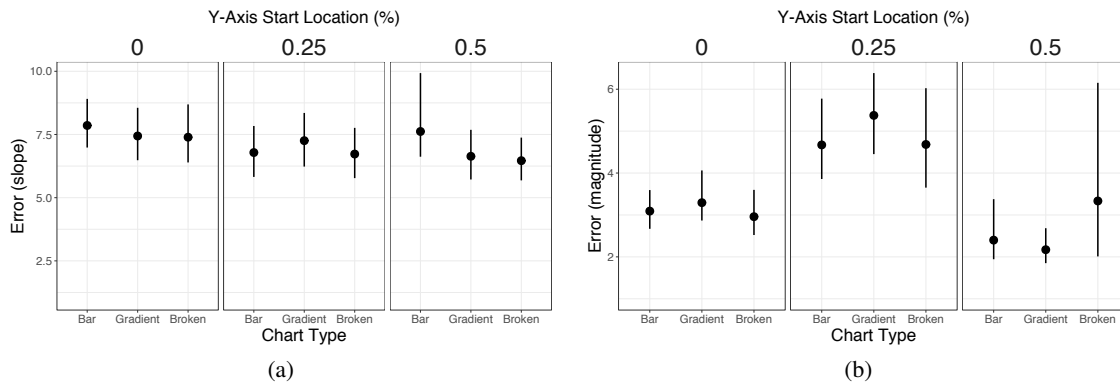 Y-Axis Start Location (%)
0 0.25 0.5
10.0
7.5
5.0
2.5
Error (slope)
Bar Gradient Broken Bar Gradient Broken Bar Gradient Broken
Chart Type
(a)
Y-Axis Start Location (%)
0 0.25 0.5
6
4
2
Error (magnitude)
Bar Gradient Broken Bar Gradient Broken Bar Gradient Broken
Chart Type
(b)